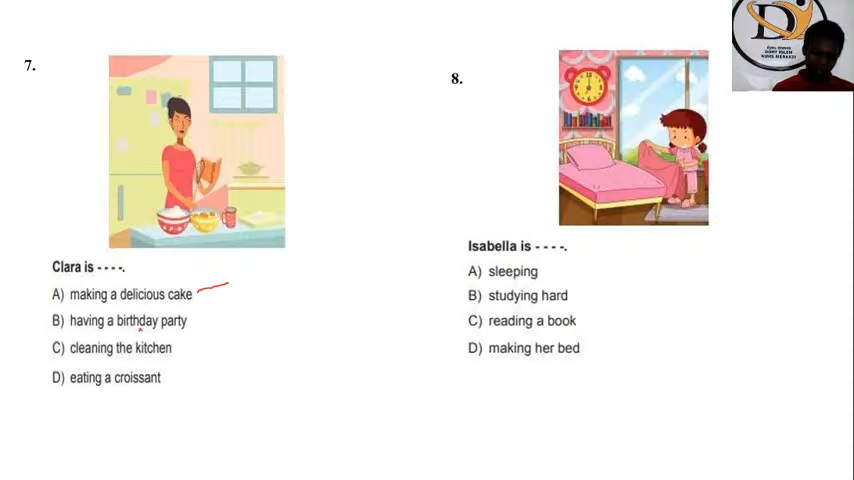 7.
Clara is - - - -.
A) making a delicious cake
B) having a birthday party
C) cleaning the kitchen
D) eating a croissant
8.
Isabella is - - - -.
A) sleeping
B) studying hard
C) reading a book
D) making her bed